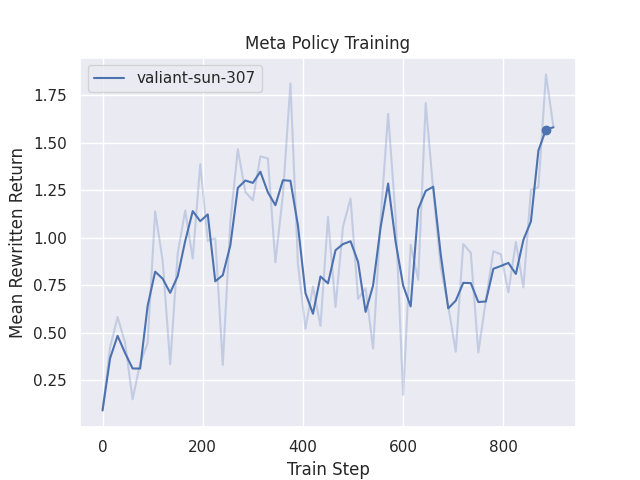 Meta Policy Training
valiant-sun-307
Mean Rewritten Return
1.75
1.50
1.25
1.00
0.75
0.50
0.25
0 200 400 600 800
Train Step